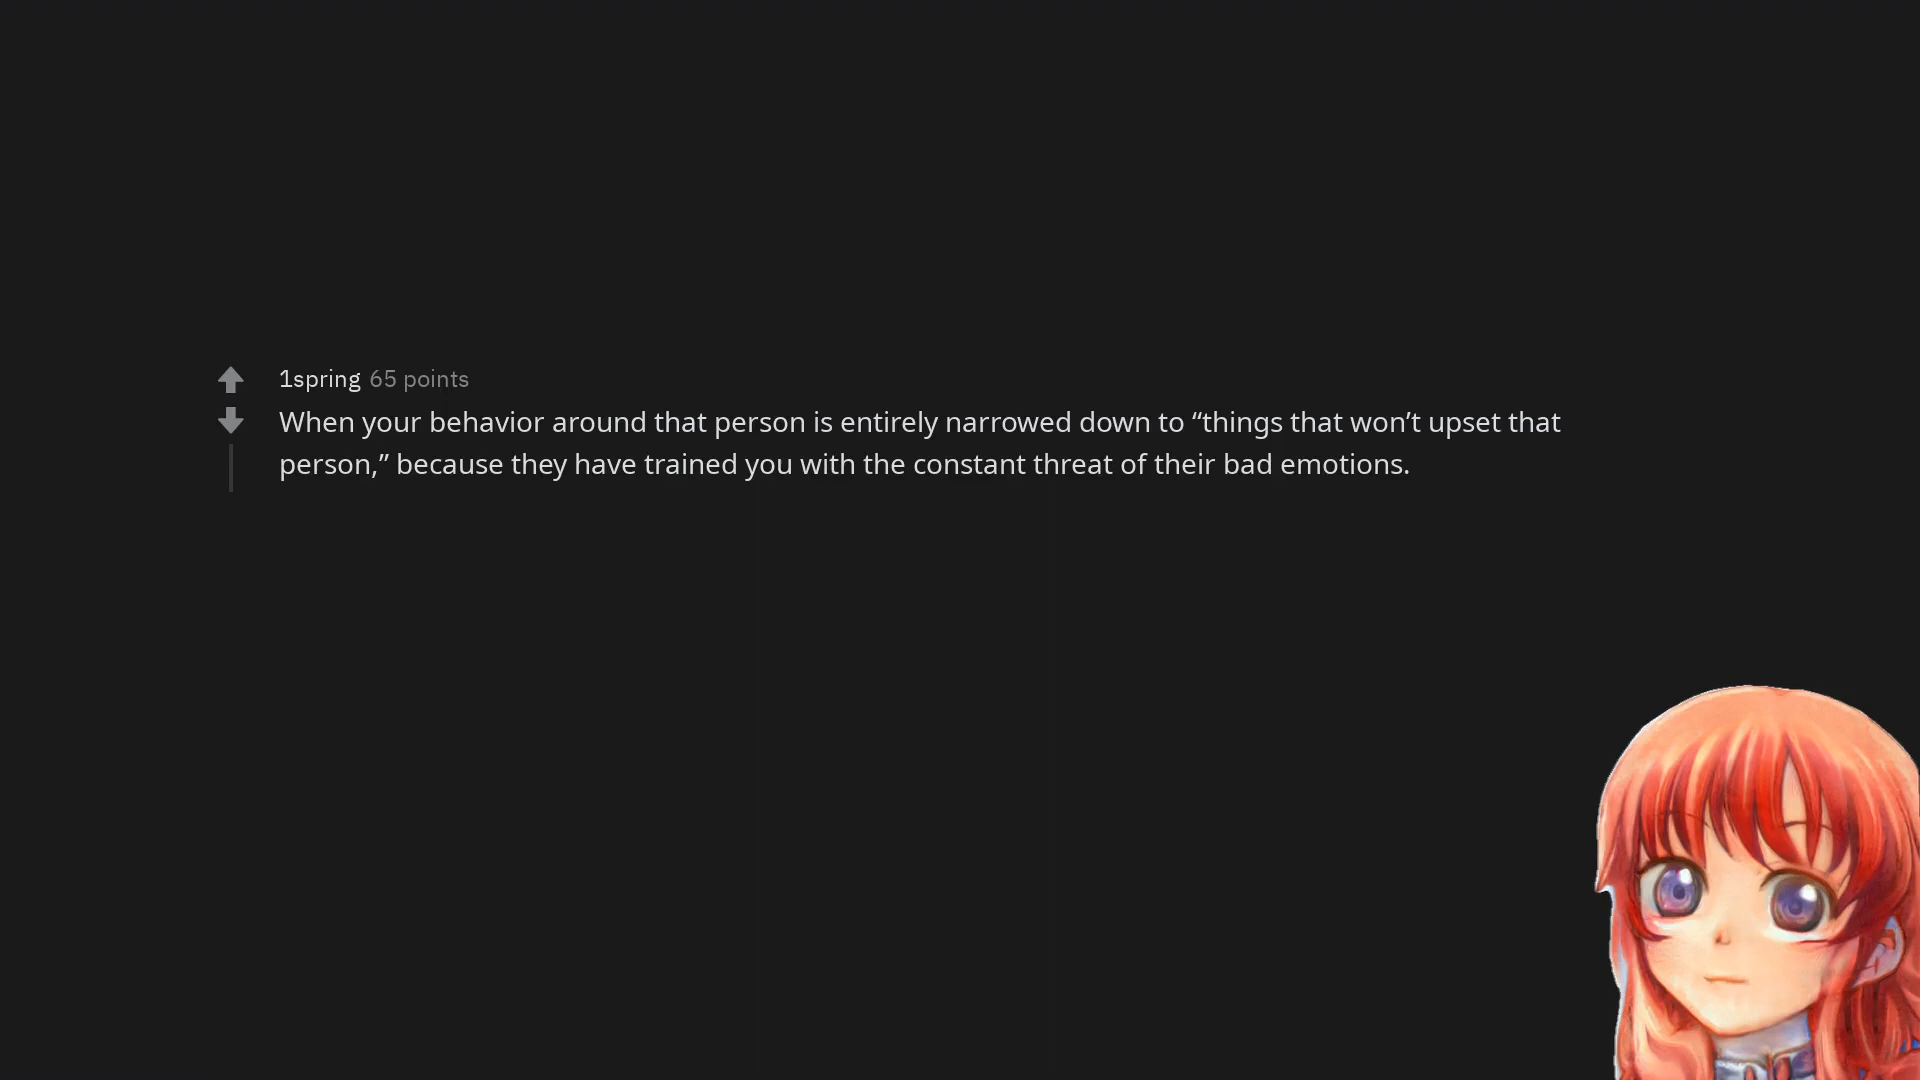 1spring 65 points
When your behavior around that person is entirely narrowed down to “things that won’t upset that
person,” because they have trained you with the constant threat of their bad emotions.